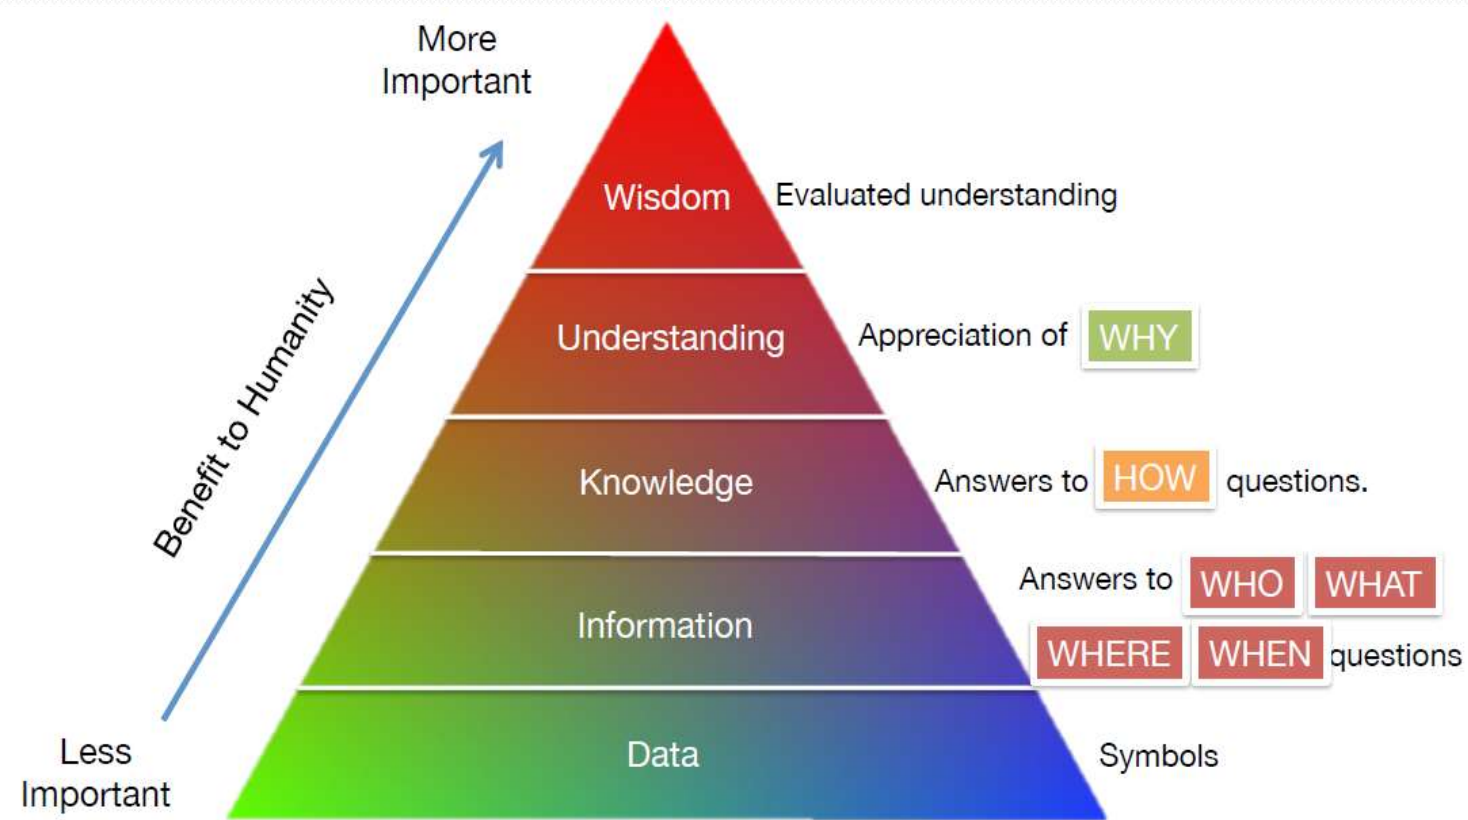 More
Important
Wisdom
Evaluated understanding
Understanding
Appreciation of WHY
Benefit to Humanity
Knowledge
Answers to HOW questions.
Information
Answers to WHO WHAT
WHERE WHEN questions
Less
Important
Data
Symbols